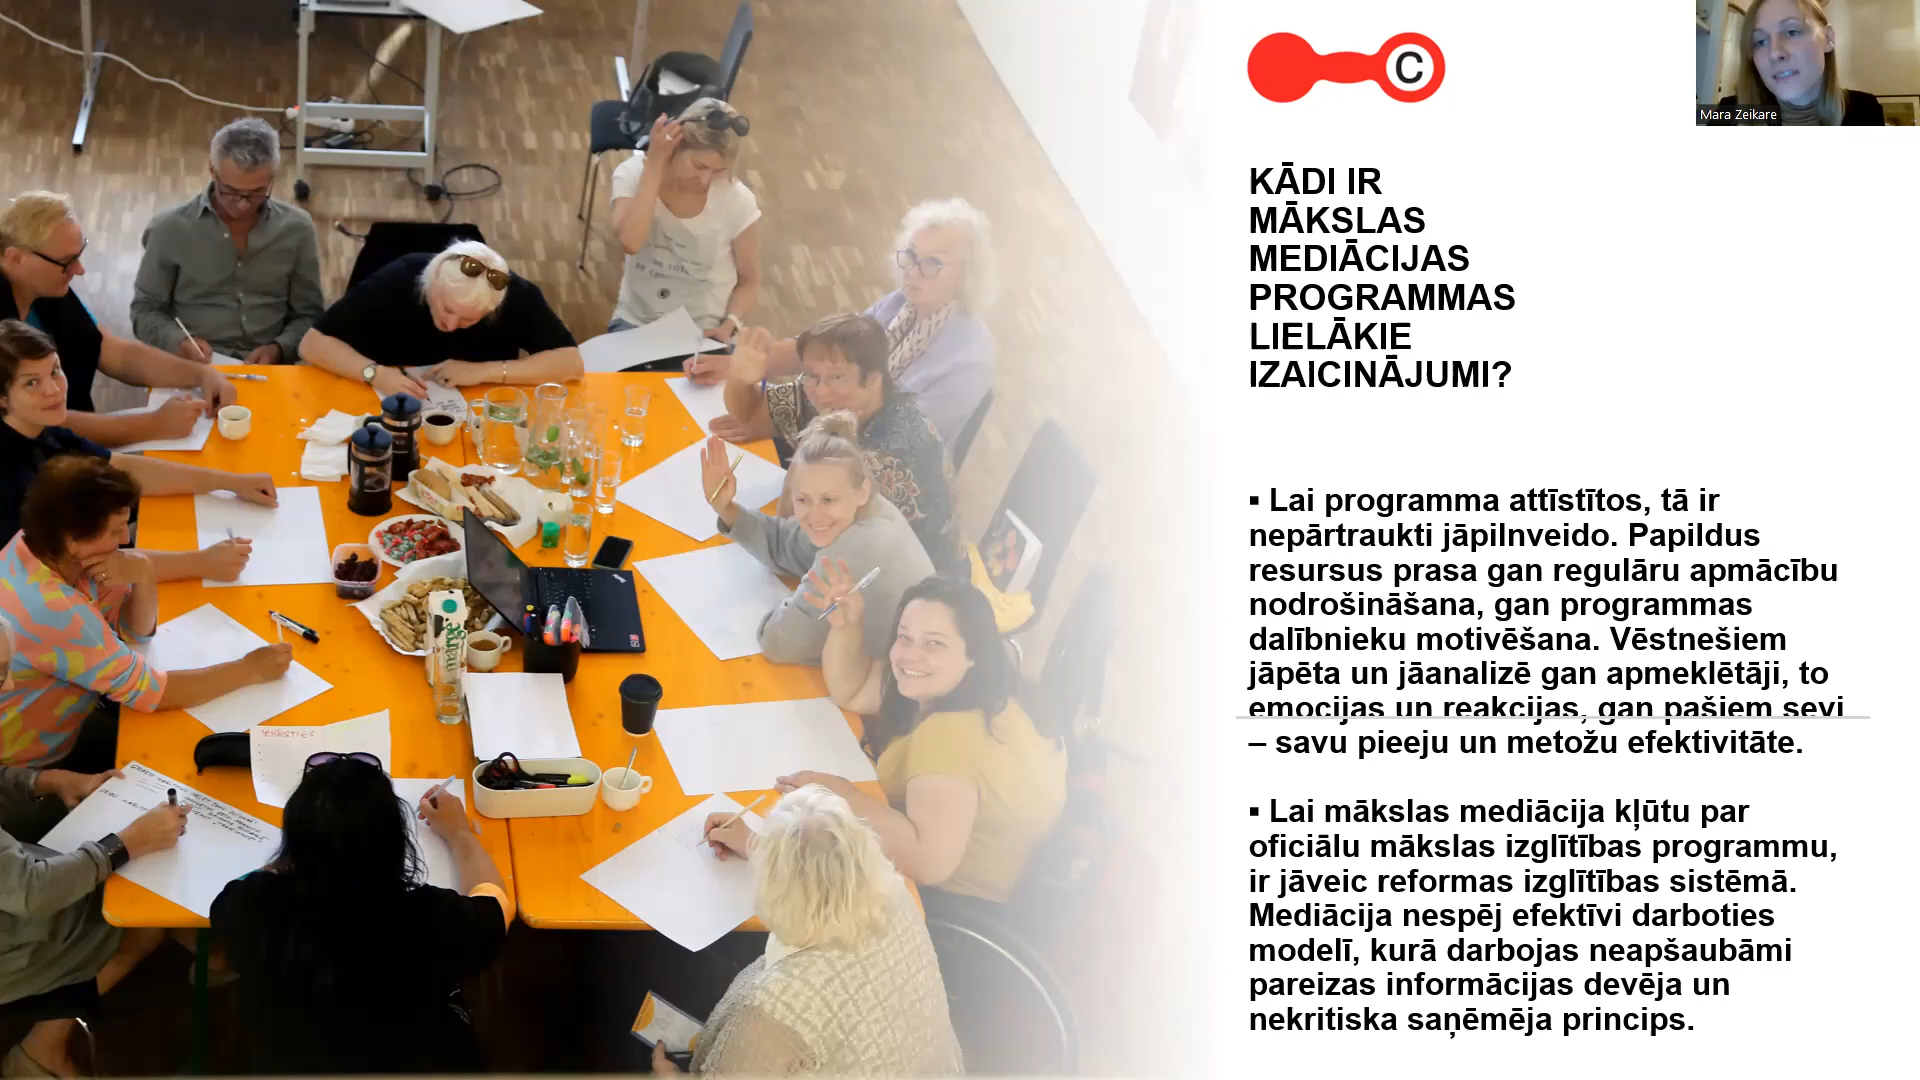 C
Mara Zeikare
KĀDI IR
MĀKSLAS
MEDIĀCIJAS
PROGRAMMAS
LIELĀKIE
IZAICINĀJUMI?
▪ Lai programma attīstītos, tā ir
nepārtraukti jāpilnveido. Papildus
resursus prasa gan regulāru apmācību
nodrošināšana, gan programmas
dalībnieku motivēšana. Vēstnešiem
jāpēta un jāanalizē gan apmeklētāji, to
emocijas un reakcijas, gan pašiem sevi
– savu pieeju un metožu efektivitāte.
▪ Lai mākslas mediācija kļūtu par
oficiālu mākslas izglītības programmu,
ir jāveic reformas izglītības sistēmā.
Mediācija nespēj efektīvi darboties
modelī, kurā darbojas neapšaubāmi
pareizas informācijas devēja un
nekritiska saņēmēja princips.